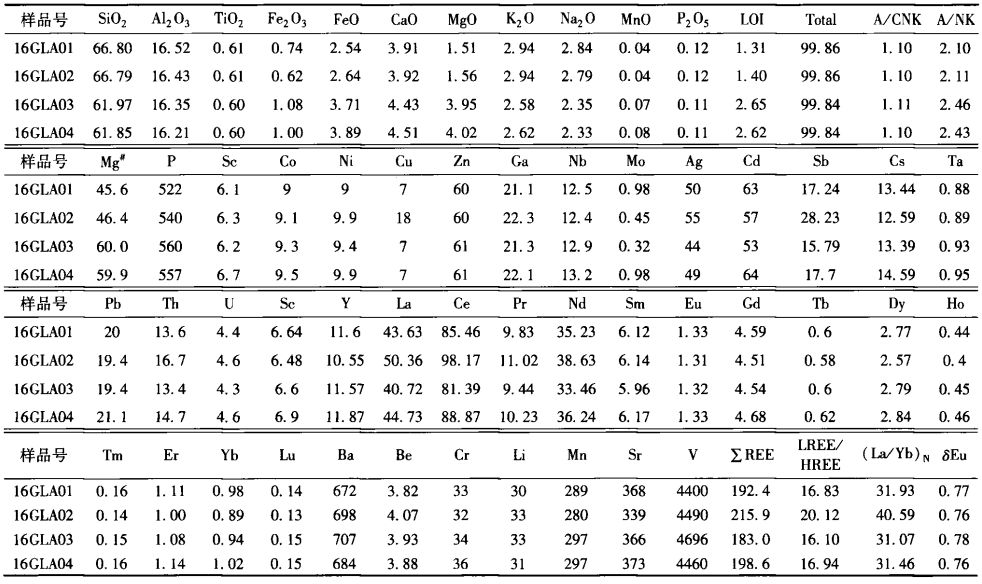 样品号 SiO2 Al2O3 TiO2 Fe2O3 FeO CaO MgO K2O Na2O MnO P2O5 LOI Total A/CNK A/NK
16GLA01 66.80 16.52 0.61 0.74 2.54 3.91 1.51 2.94 2.84 0.04 0.12 1.31 99.86 1.10 2.10
16GLA02 66.79 16.43 0.61 0.62 2.64 3.92 1.56 2.94 2.79 0.04 0.12 1.40 99.86 1.10 2.11
16GLA03 61.97 16.35 0.60 1.08 3.71 4.43 3.95 2.58 2.35 0.07 0.11 2.65 99.84 1.11 2.46
16GLA04 61.85 16.21 0.60 1.00 3.89 4.51 4.02 2.62 2.33 0.08 0.11 2.62 99.84 1.10 2.43
样品号 Mg# P Sc Co Ni Cu Zn Ga Nb Mo Ag Cd Sb Cs Ta
16GLA01 45.6 522 6.1 9 9 7 60 21.1 12.5 0.98 50 63 17.24 13.44 0.88
16GLA02 46.4 540 6.3 9.1 9.9 18 60 22.3 12.4 0.45 55 57 28.23 12.59 0.89
16GLA03 60.0 560 6.2 9.3 9.4 7 61 21.3 12.9 0.32 44 53 15.79 13.39 0.93
16GLA04 59.9 557 6.7 9.5 9.9 7 61 22.1 13.2 0.98 49 64 17.7 14.59 0.95
样品号 Pb Th U Sc Y La Ce Pr Nd Sm Eu Gd Tb Dy Ho
16GLA01 20 13.6 4.4 6.64 11.6 43.63 85.46 9.83 35.23 6.12 1.33 4.59 0.6 2.77 0.44
16GLA02 19.4 16.7 4.6 6.48 10.55 50.36 98.17 11.02 38.63 6.14 1.31 4.51 0.58 2.57 0.4
16GLA03 19.4 13.4 4.3 6.6 11.57 40.72 81.39 9.44 33.46 5.96 1.32 4.54 0.6 2.79 0.45
16GLA04 21.1 14.7 4.6 6.9 11.87 44.73 88.87 10.23 36.24 6.17 1.33 4.68 0.62 2.84 0.46
样品号 Tm Er Yb Lu Ba Be Cr Li Mn Sr V ∑REE LREE/HREE (La/Yb)N δEu
16GLA01 0.16 1.11 0.98 0.14 672 3.82 33 30 289 368 4400 192.4 16.83 31.93 0.77
16GLA02 0.14 1.00 0.89 0.13 698 4.07 32 33 280 339 4490 215.9 20.12 40.59 0.76
16GLA03 0.15 1.08 0.94 0.15 707 3.93 34 33 297 366 4696 183.0 16.10 31.07 0.78
16GLA04 0.16 1.14 1.02 0.15 684 3.88 36 31 297 373 4460 198.6 16.94 31.46 0.76